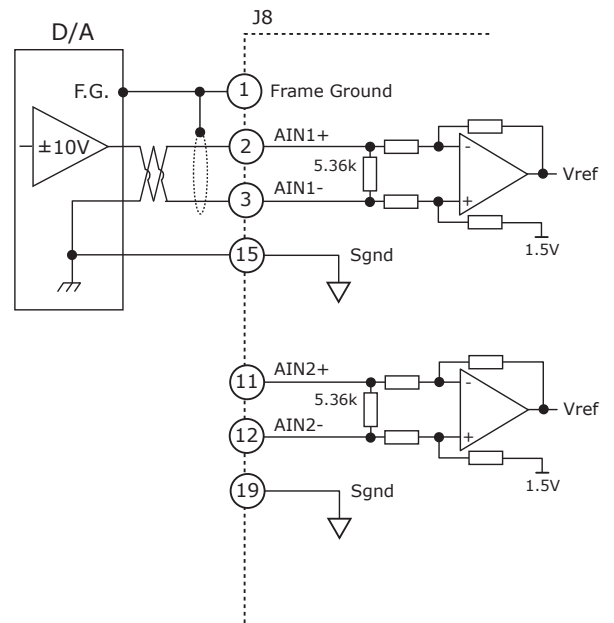 J8
D/A
F.G.
1
Frame Ground
±10V
2
AIN1+
5.36k
-
+
Vref
3
AIN1-
1.5V
15
Sgnd
11
AIN2+
5.36k
-
+
Vref
12
AIN2-
1.5V
19
Sgnd